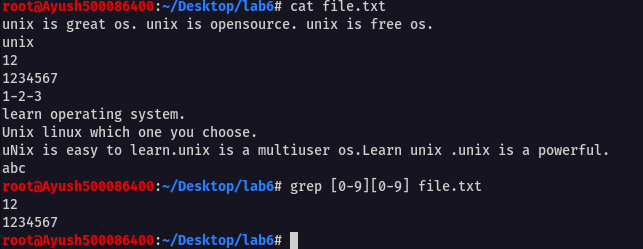 root@Ayush500086400:~/Desktop/lab6# cat file.txt
unix is great os. unix is opensource. unix is free os.
unix
12
1234567
1-2-3
learn operating system.
Unix linux which one you choose.
uNix is easy to learn.unix is a multiuser os.Learn unix .unix is a powerful.
abc
root@Ayush500086400:~/Desktop/lab6# grep [0-9][0-9] file.txt
12
1234567
root@Ayush500086400:~/Desktop/lab6#